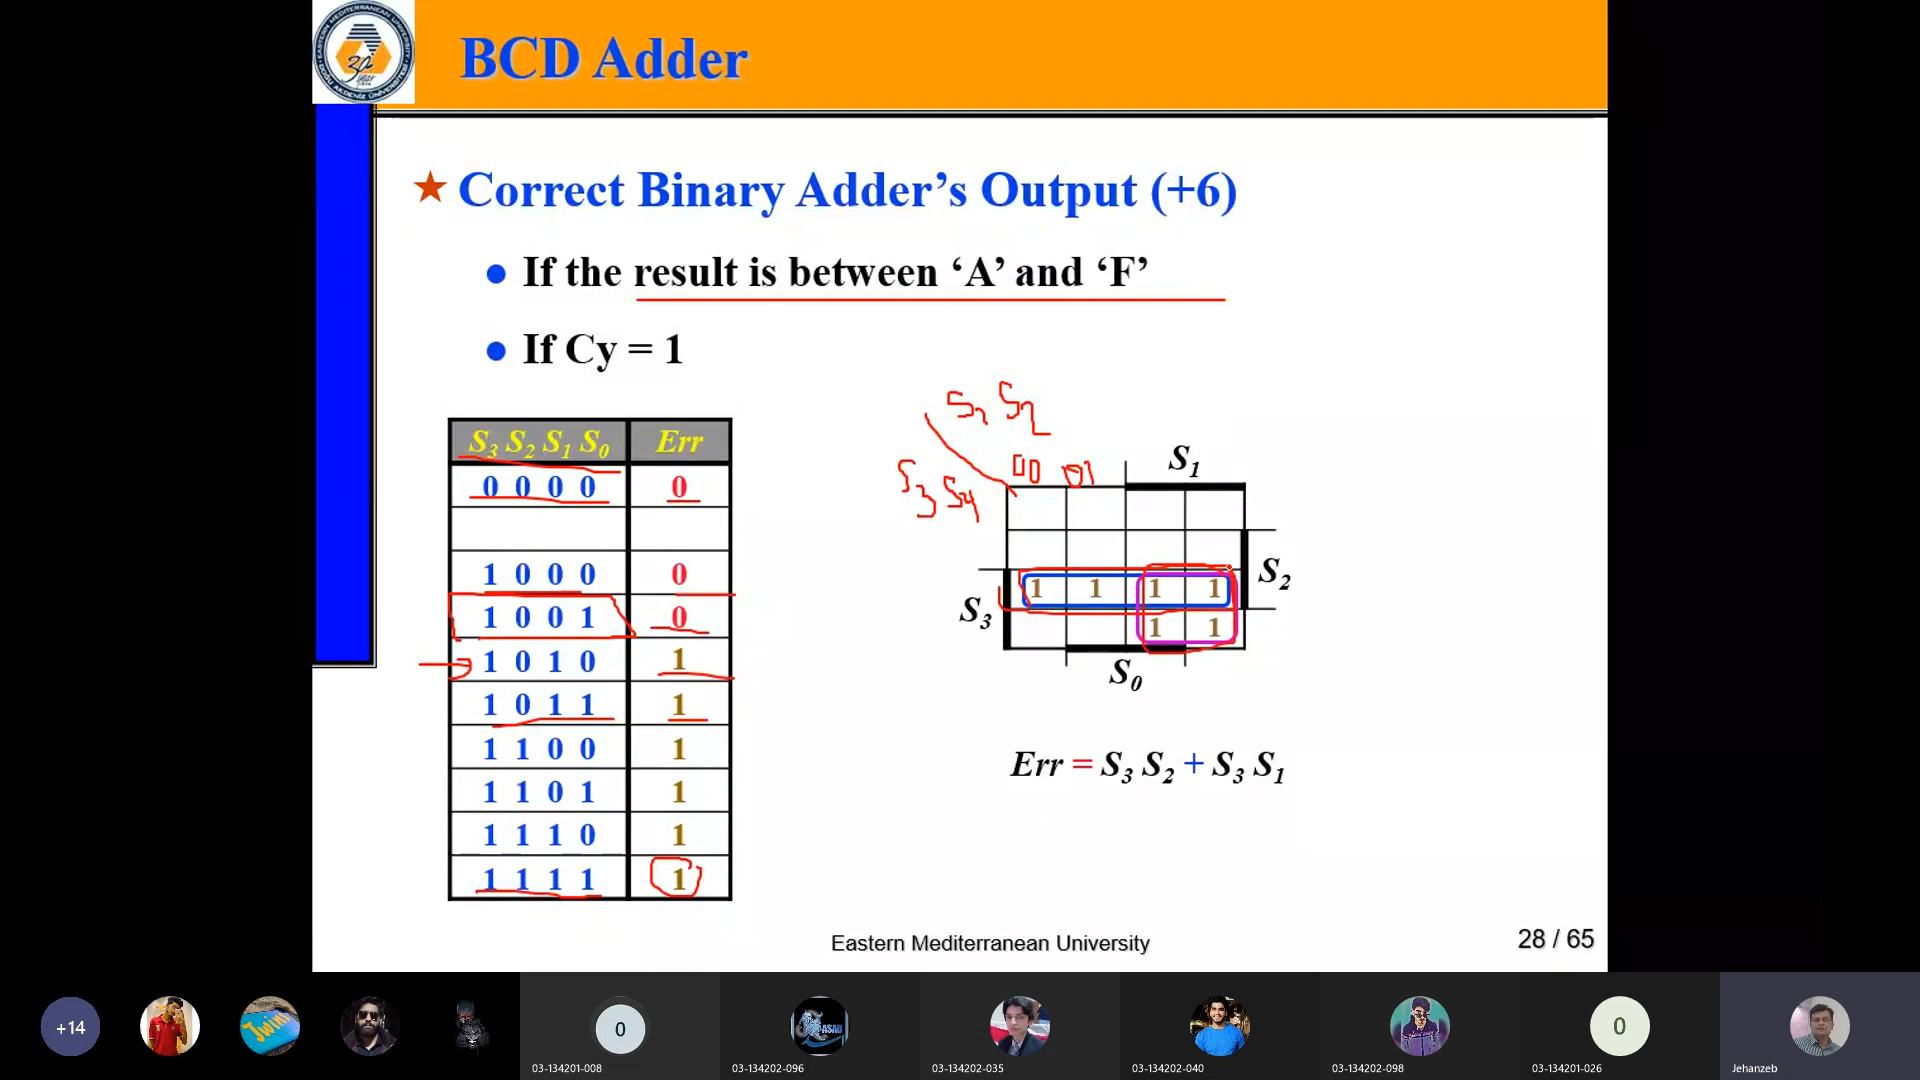 BCD Adder
★ Correct Binary Adder’s Output (+6)
● If the result is between ‘A’ and ‘F’
● If Cy = 1
S3 S2 S1 S0 Err
0 0 0 0 0
1 0 0 0 0
1 0 0 1 0
1 0 1 0 1
1 0 1 1 1
1 1 0 0 1
1 1 0 1 1
1 1 1 0 1
1 1 1 1 1
S2
00 01
S3 S4
S1
S2
1 1 1 1
S3
1 1
S0
Err = S3 S2 + S3 S1
Eastern Mediterranean University
28 / 65
+14
Twin
0
ASAD
0
03-134201-008
03-134202-096
03-134202-035
03-134202-040
03-134202-098
03-134201-026
Jehanzeb